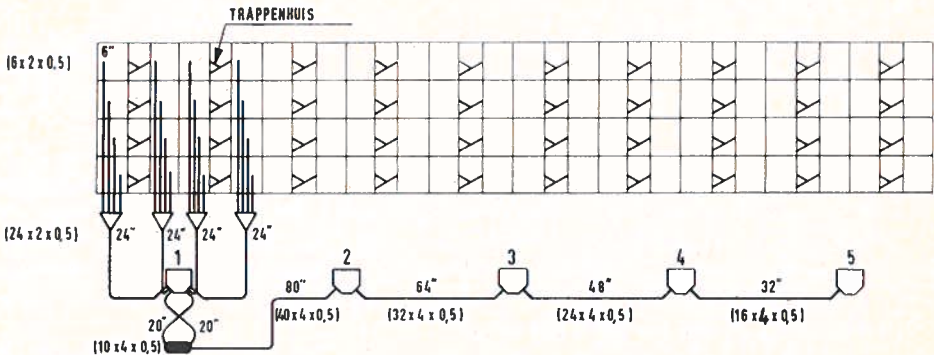 TRAPPENHUIS
(6x2x0,5)
6"
(24x2x0,5)
24"
24"
24"
24"
1
2
3
4
5
80"
64"
48"
32"
(40x4x0,5)
(32x4x0,5)
(24x4x0,5)
(16x4x0,5)
20"
20"
(10x4x0,5)